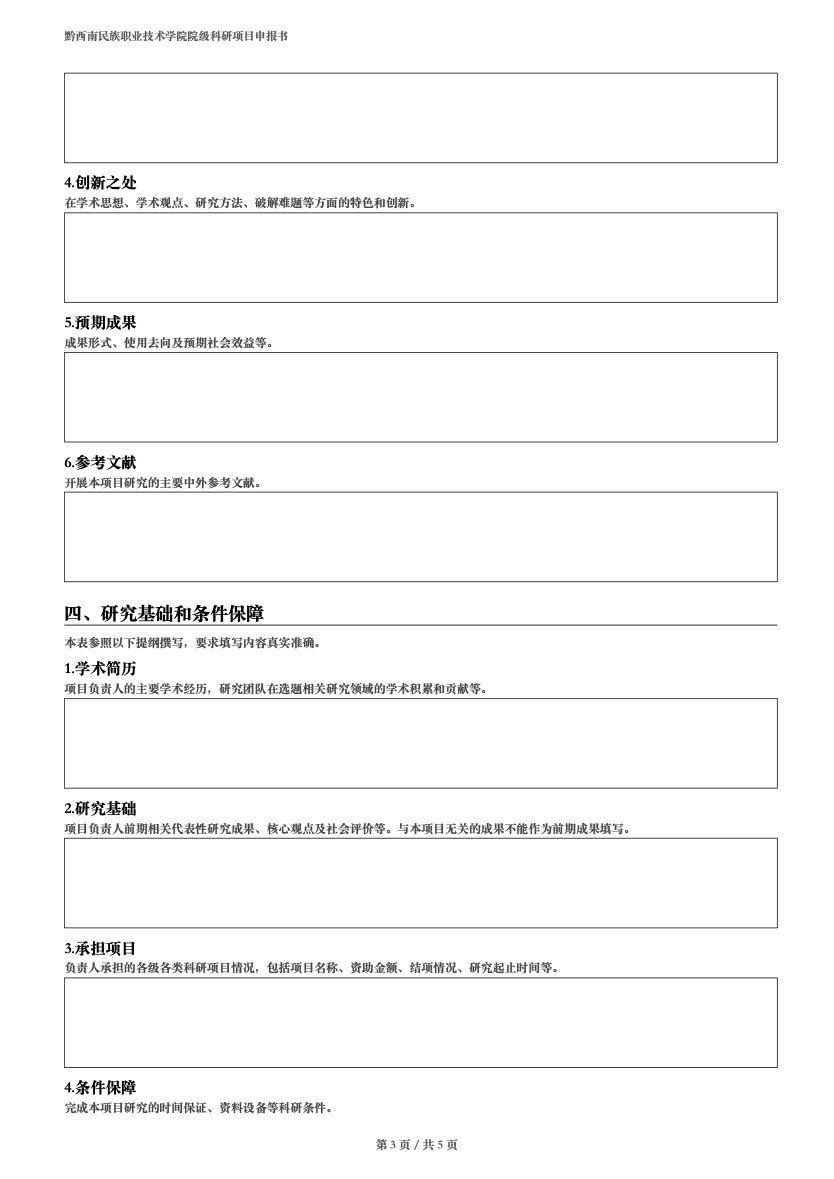 黔西南民族职业技术学院院级科研项目申报书
4.创新之处
在学术思想、学术观点、研究方法、破解难题等方面的特色和创新。
5.预期成果
成果形式、使用去向及预期社会效益等。
6.参考文献
开展本项目研究的主要中外参考文献。
四、研究基础和条件保障
本表参照以下提纲撰写，要求填写内容真实准确。
1.学术简历
项目负责人的主要学术经历，研究团队在选题相关研究领域的学术积累和贡献等。
2.研究基础
项目负责人前期相关代表性研究成果、核心观点及社会评价等。与本项目无关的成果不能作为前期成果填写。
3.承担项目
负责人承担的各级各类科研项目情况，包括项目名称、资助金额、结项情况、研究起止时间等。
4.条件保障
完成本项目研究的时间保证、资料设备等科研条件。
第 3 页 / 共 5 页